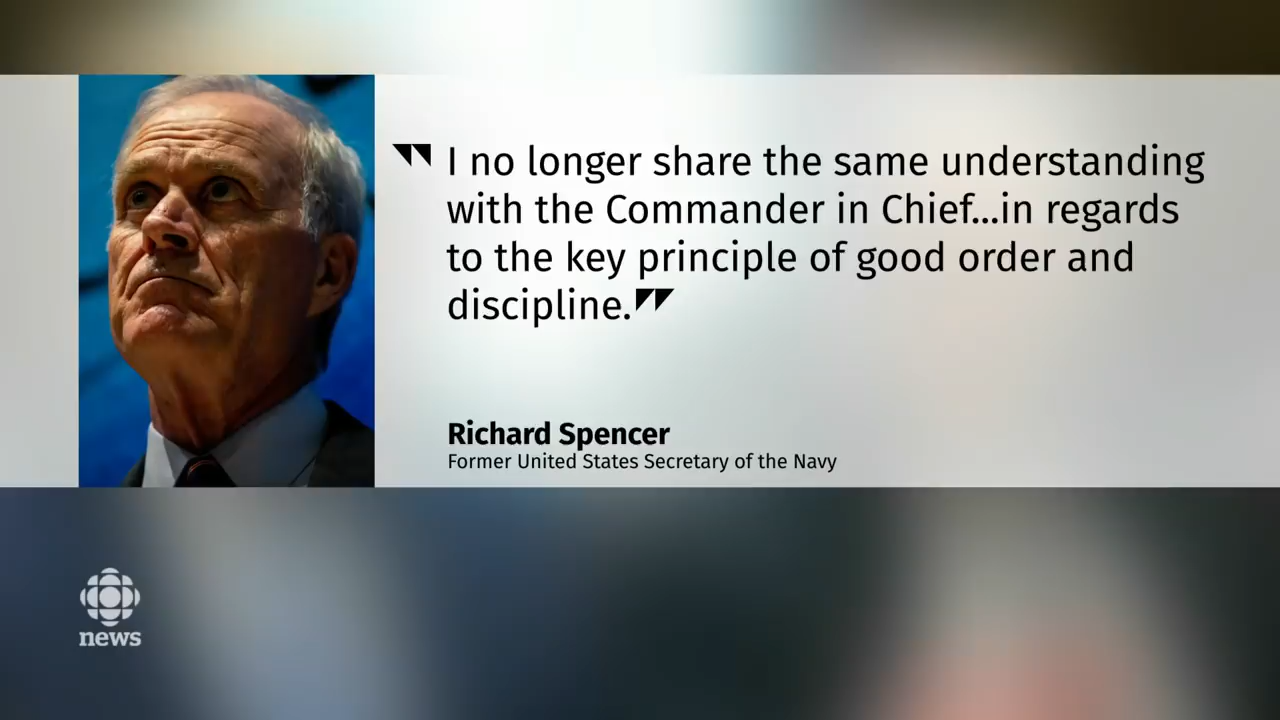 I no longer share the same understanding
with the Commander in Chief...in regards
to the key principle of good order and
discipline.
Richard Spencer
Former United States Secretary of the Navy
news